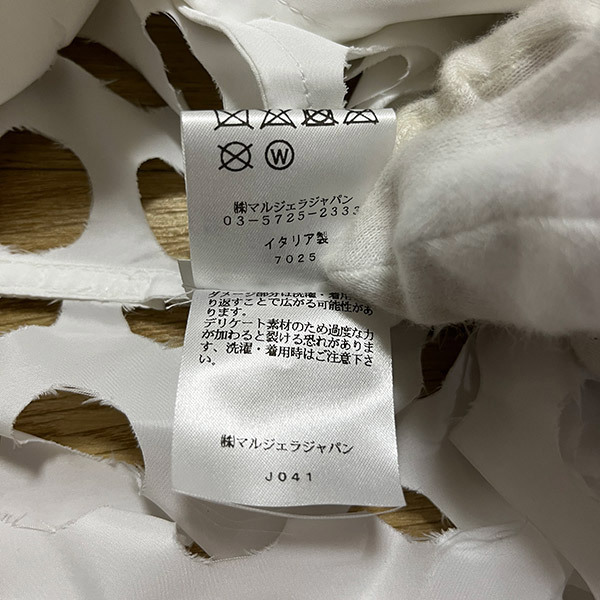 W
㈱マルジェラジャパン
03-5725-2333
イタリア製
7025
ダメージ部分は洗濯・着用
り返すことで広がる可能性があ
ります。
デリケート素材のため過度な力
が加わると裂ける恐れがありま
す、洗濯・着用時はご注意下さ
い。
㈱マルジェラジャパン
J041